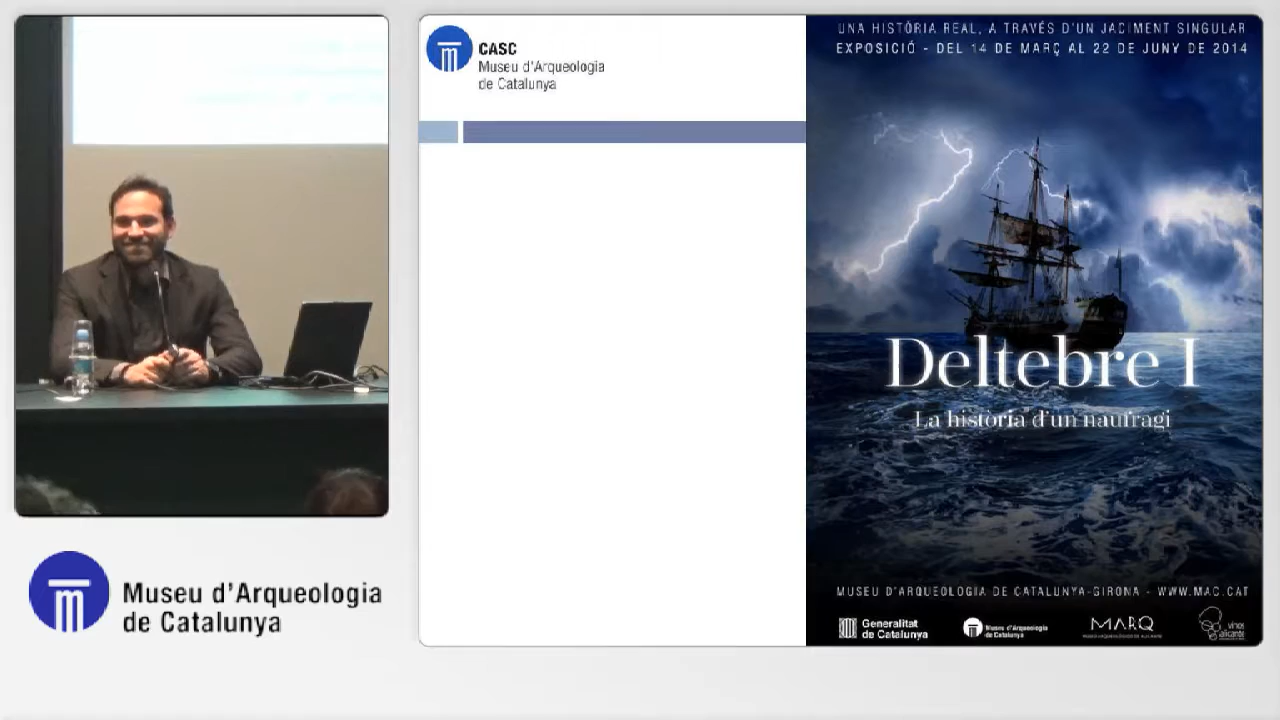 CASC
Museu d'Arqueologia
de Catalunya
UNA HISTÒRIA REAL, A TRAVÉS D'UN JACIMENT SINGULAR
EXPOSICIÓ - DEL 14 DE MARÇ AL 22 DE JUNY DE 2014
Deltebre I
La història d'un naufragi
MUSEU D'ARQUEOLOGIA DE CATALUNYA-GIRONA - WWW.MAC.CAT
Generalitat
de Catalunya
Museu d'Arqueologia
de Catalunya
MARQ
vinos
alicante
Museu d'Arqueologia
de Catalunya